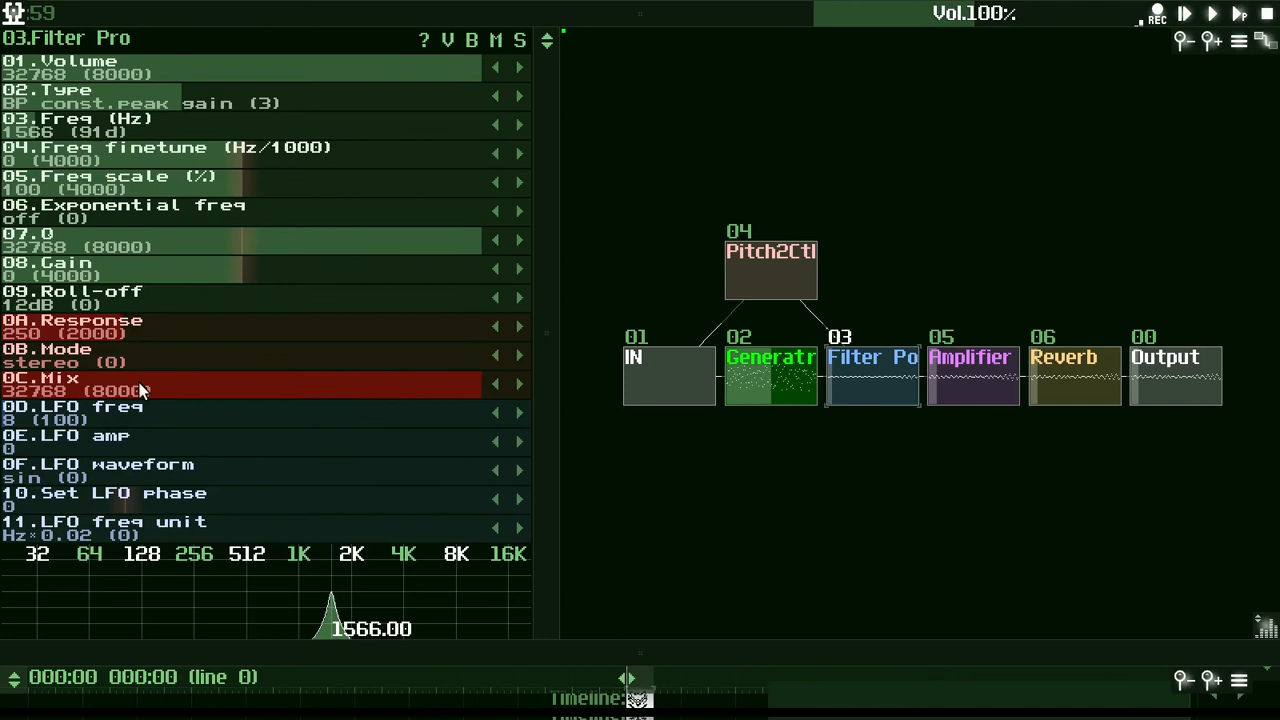 :59
Vol.100%
REC
P
03.Filter Pro
? V B M S
01.Volume
32768 (8000)
02.Type
BP const.peak gain (3)
03.Freq (Hz)
1566 (91d)
04.Freq finetune (Hz/1000)
0 (4000)
05.Freq scale (%)
100 (4000)
06.Exponential freq
off (0)
07.Q
32768 (8000)
08.Gain
0 (4000)
09.Roll-off
12dB (0)
0A.Response
250 (2000)
0B.Mode
stereo (0)
0C.Mix
32768 (8000)
0D.LFO freq
8 (100)
0E.LFO amp
0
0F.LFO waveform
sin (0)
10.Set LFO phase
0
11.LFO freq unit
Hz*0.02 (0)
32 64 128 256 512 1K 2K 4K 8K 16K
1566.00
04
Pitch2Ctl
01 02 03 05 06 00
IN Generatr Filter Po Amplifier Reverb Output
000:00 000:00 (line 0)
Timeline: